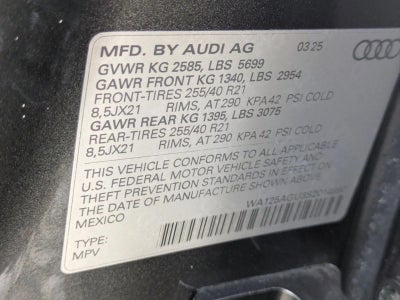 MFD. BY AUDI AG 03 25
GVWR KG 2585, LBS 5699
GAWR FRONT KG 1340, LBS 2954
FRONT-TIRES 255/40 R21
8,5JX21 RIMS, AT 290 KPA 42 PSI COLD
GAWR REAR KG 1395, LBS 3075
REAR-TIRES 255/40 R21
8,5JX21 RIMS, AT 290 KPA 42 PSI COLD
THIS VEHICLE CONFORMS TO ALL APPLICABLE
U.S. FEDERAL MOTOR VEHICLE SAFETY AND
THEFT PREVENTION STANDARDS IN EFFECT ON
THE DATE OF MANUFACTURE SHOWN ABOVE
MEXICO
TYPE:
MPV